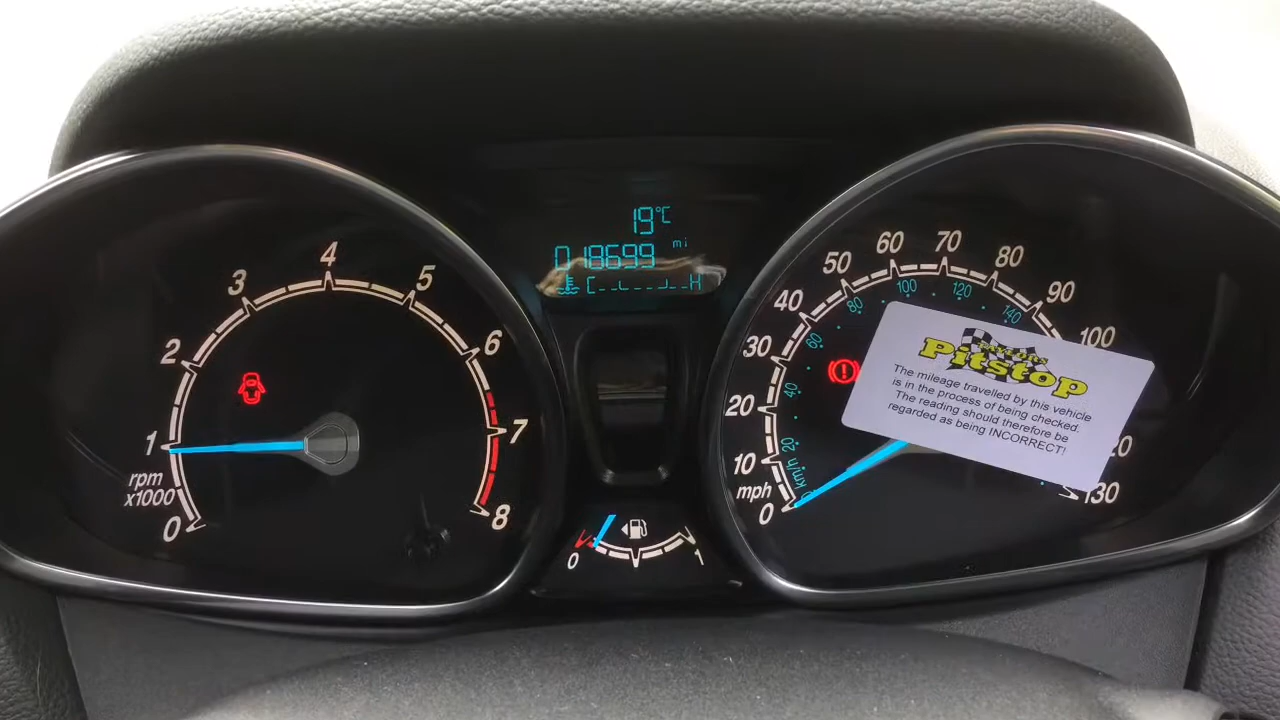 19°C
018699 mi
C H
0
1
2
3
4
5
6
7
8
rpm
x1000
0
1
0
10
20
30
40
50
60
70
80
90
100
130
mph
km/h
20
40
60
80
100
120
140
TAYLORS
Pitstop
The mileage travelled by this vehicle
is in the process of being checked.
The reading should therefore be
regarded as being INCORRECT!